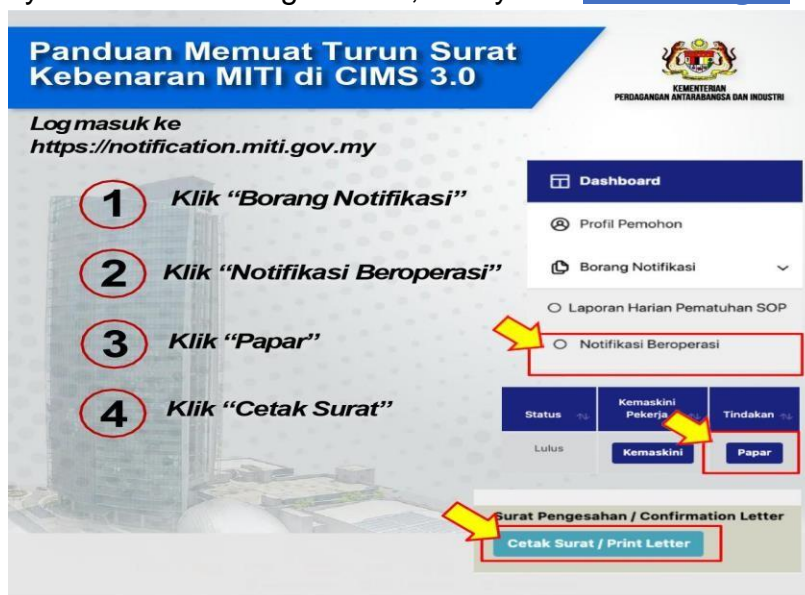 Panduan Memuat Turun Surat
Kebenaran MITI di CIMS 3.0
KEMENTERIAN
PERDAGANGAN ANTARABANGSA DAN INDUSTRI
Log masuk ke
https://notification.miti.gov.my
1 Klik “Borang Notifikasi”
2 Klik “Notifikasi Beroperasi”
3 Klik “Papar”
4 Klik “Cetak Surat”
Dashboard
Profil Pemohon
Borang Notifikasi
Laporan Harian Pematuhan SOP
Notifikasi Beroperasi
Status Kemaskini Pekerja Tindakan
Lulus Kemaskini Papar
Surat Pengesahan / Confirmation Letter
Cetak Surat / Print Letter